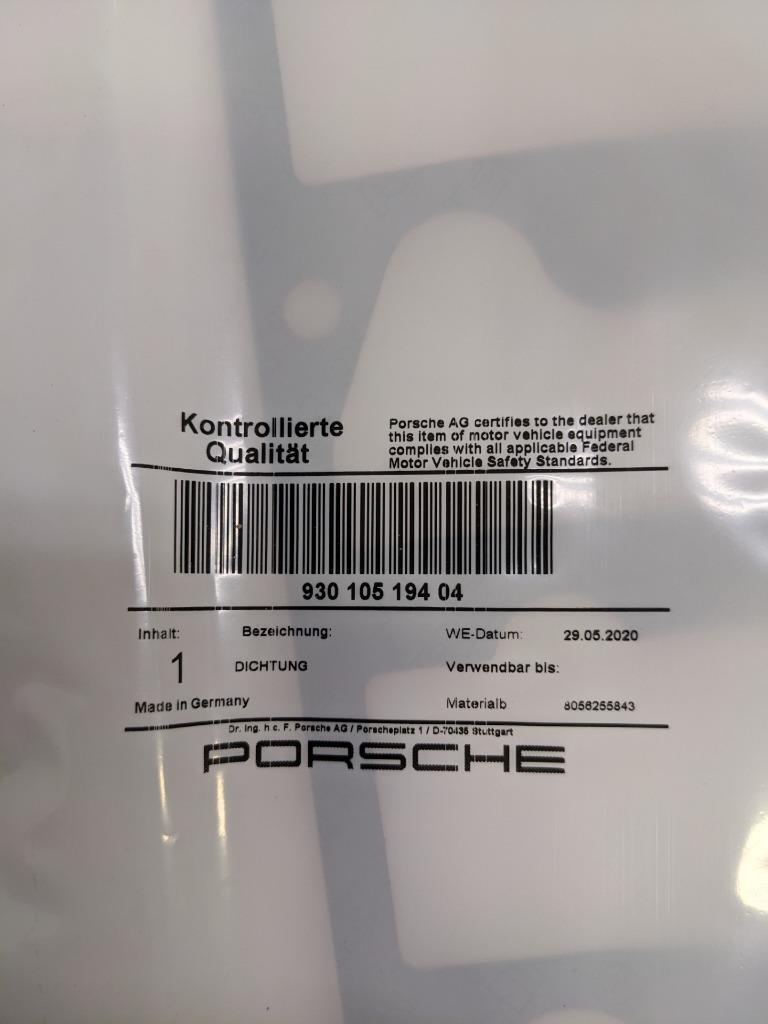 Kontrollierte
Qualität
Porsche AG certifies to the dealer that
this item of motor vehicle equipment
complies with all applicable Federal
Motor Vehicle Safety Standards.
930 105 194 04
Inhalt:
1
Bezeichnung:
DICHTUNG
WE-Datum: 29.05.2020
Verwendbar bis:
Made in Germany
Materialb 8056255843
Dr. Ing. h c. F. Porsche AG / Porscheplatz 1 / D-70435 Stuttgart
PORSCHE